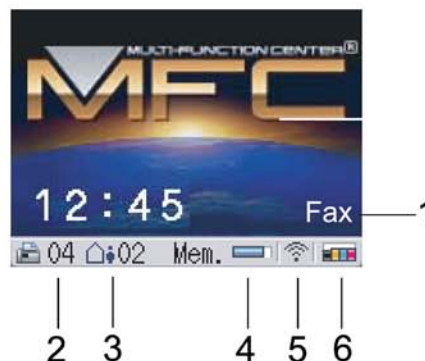 MULTI-FUNCTION CENTER®
MFC
12:45
Fax
1
04 02 Mem.
2 3 4 5 6